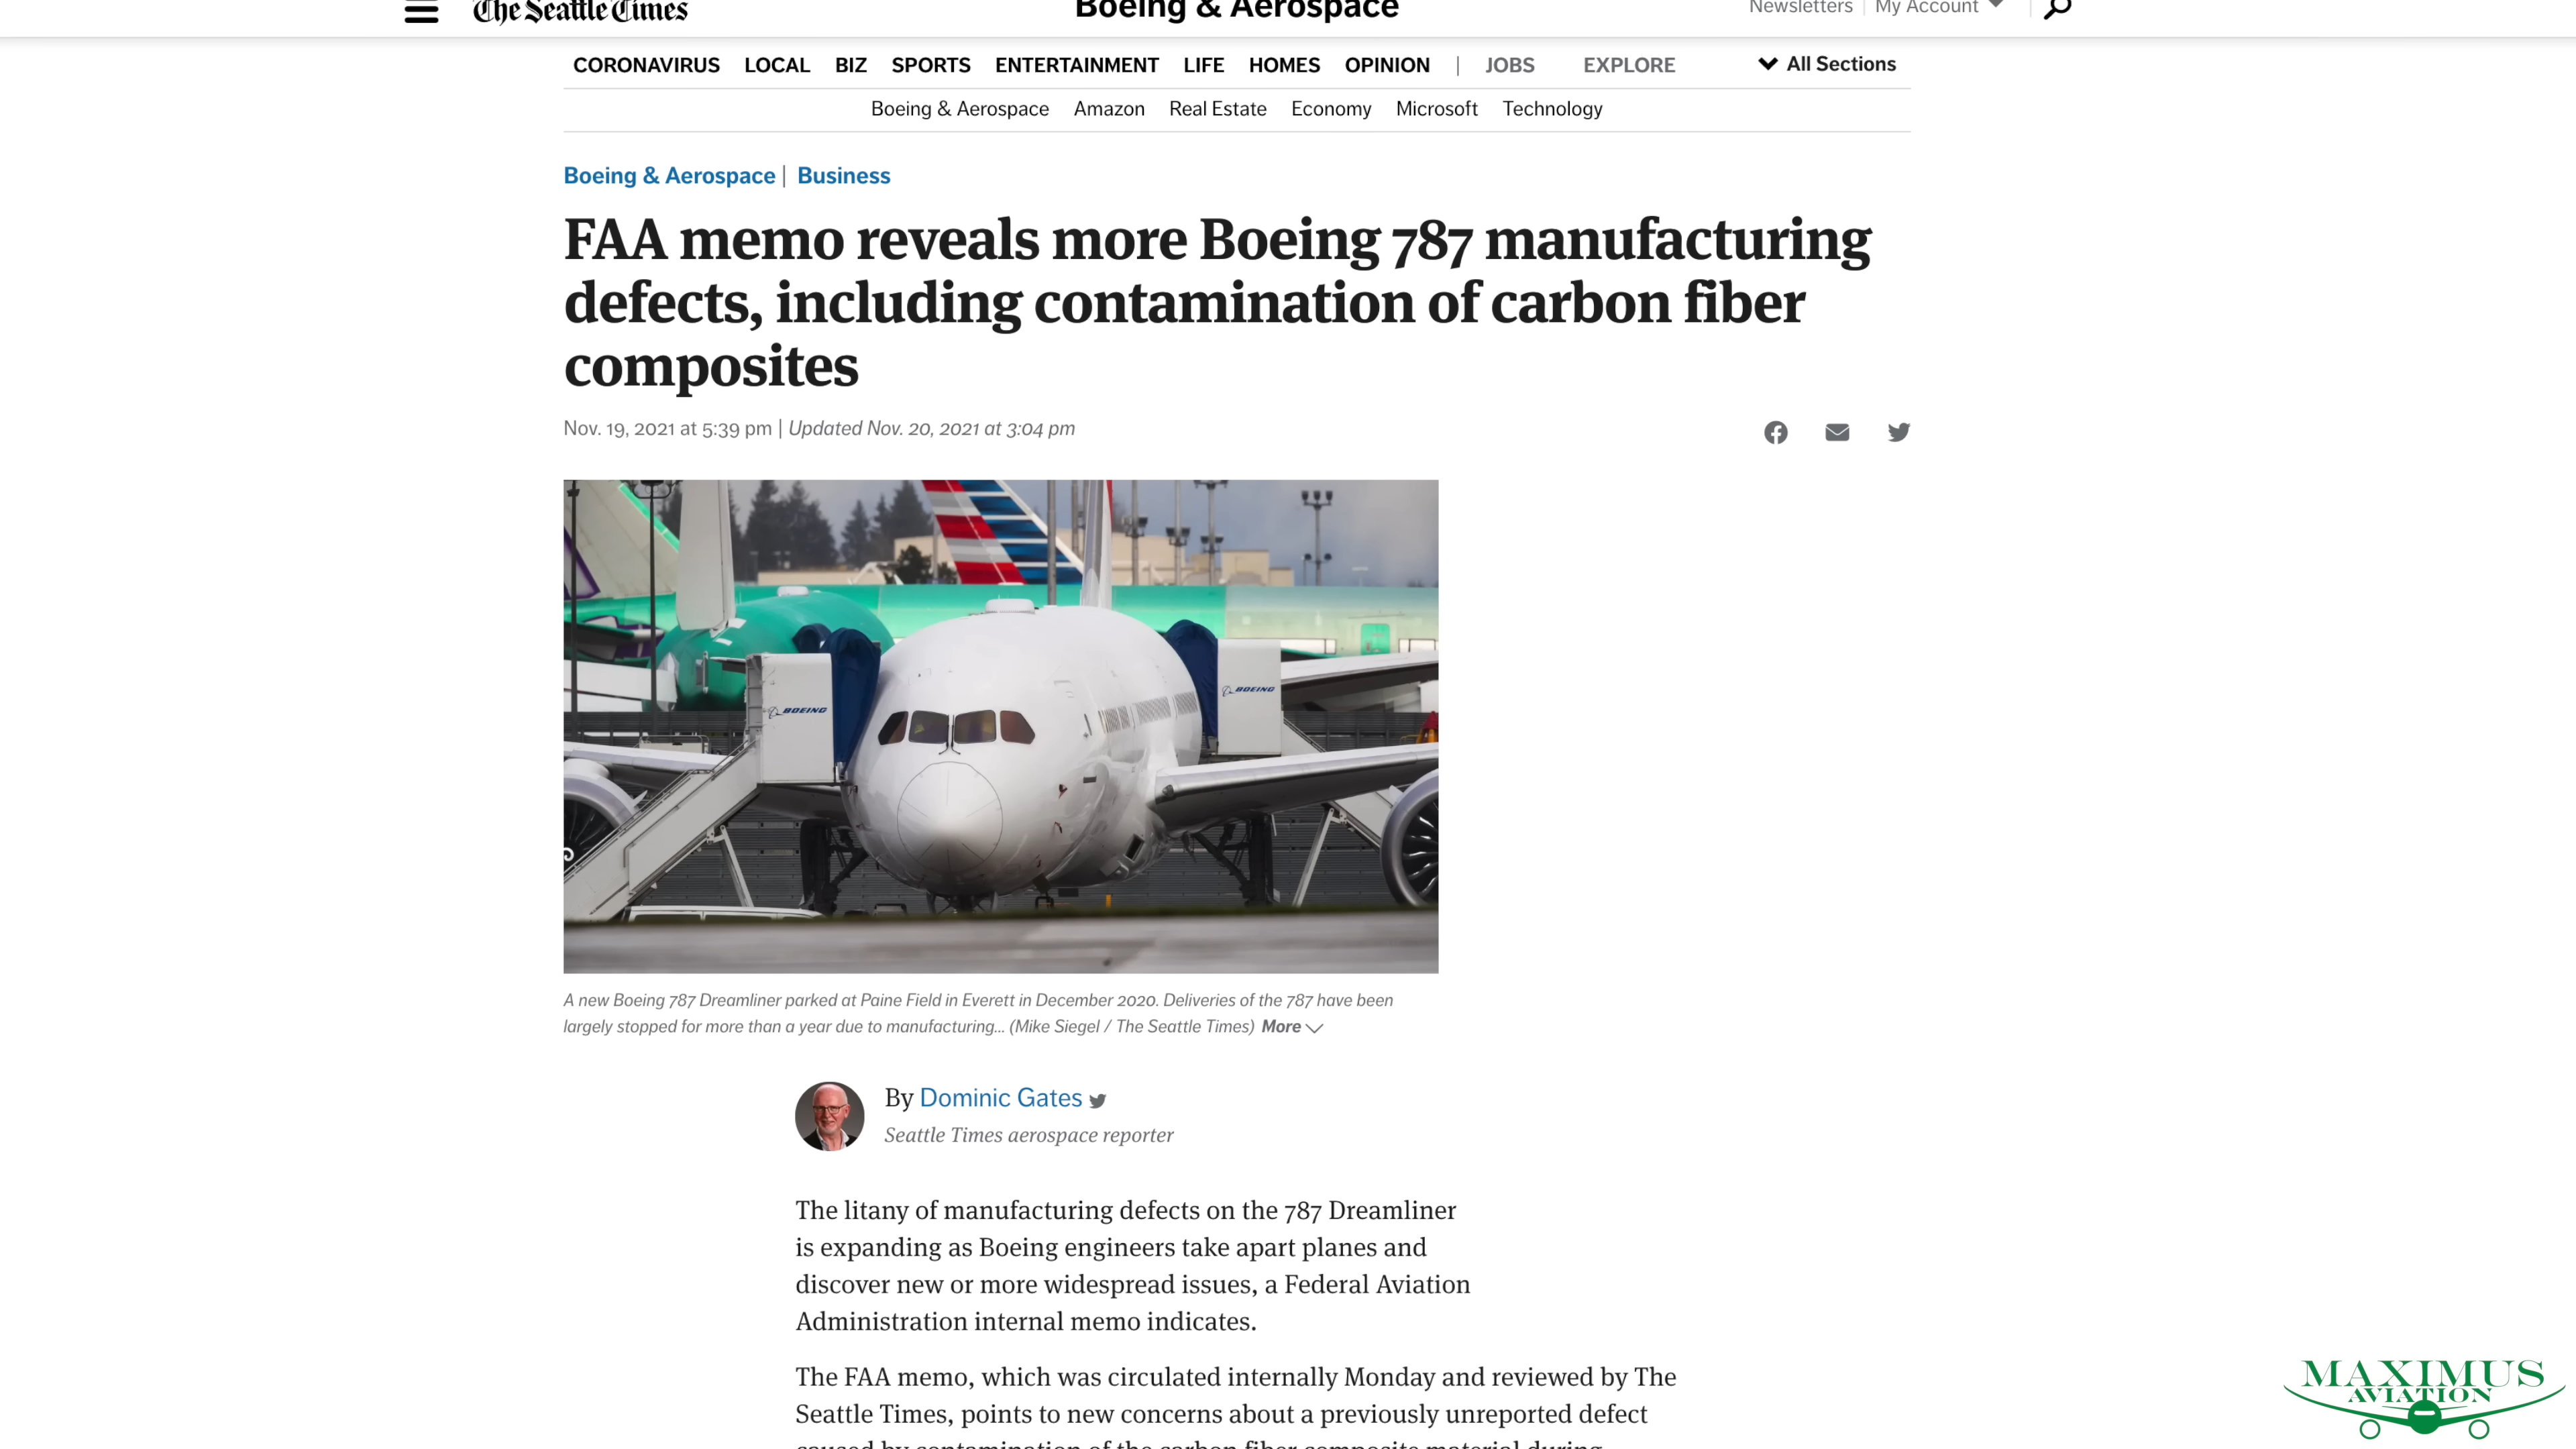 The Seattle Times
Boeing & Aerospace
Newsletters | My Account
CORONAVIRUS LOCAL BIZ SPORTS ENTERTAINMENT LIFE HOMES OPINION | JOBS EXPLORE All Sections
Boeing & Aerospace Amazon Real Estate Economy Microsoft Technology
Boeing & Aerospace | Business
FAA memo reveals more Boeing 787 manufacturing
defects, including contamination of carbon fiber
composites
Nov. 19, 2021 at 5:39 pm | Updated Nov. 20, 2021 at 3:04 pm
BOEING
BOEING
A new Boeing 787 Dreamliner parked at Paine Field in Everett in December 2020. Deliveries of the 787 have been
largely stopped for more than a year due to manufacturing... (Mike Siegel / The Seattle Times) More
By Dominic Gates
Seattle Times aerospace reporter
The litany of manufacturing defects on the 787 Dreamliner
is expanding as Boeing engineers take apart planes and
discover new or more widespread issues, a Federal Aviation
Administration internal memo indicates.
The FAA memo, which was circulated internally Monday and reviewed by The
Seattle Times, points to new concerns about a previously unreported defect
caused by contamination of the carbon fiber composite material during
MAXIMUS
AVIATION